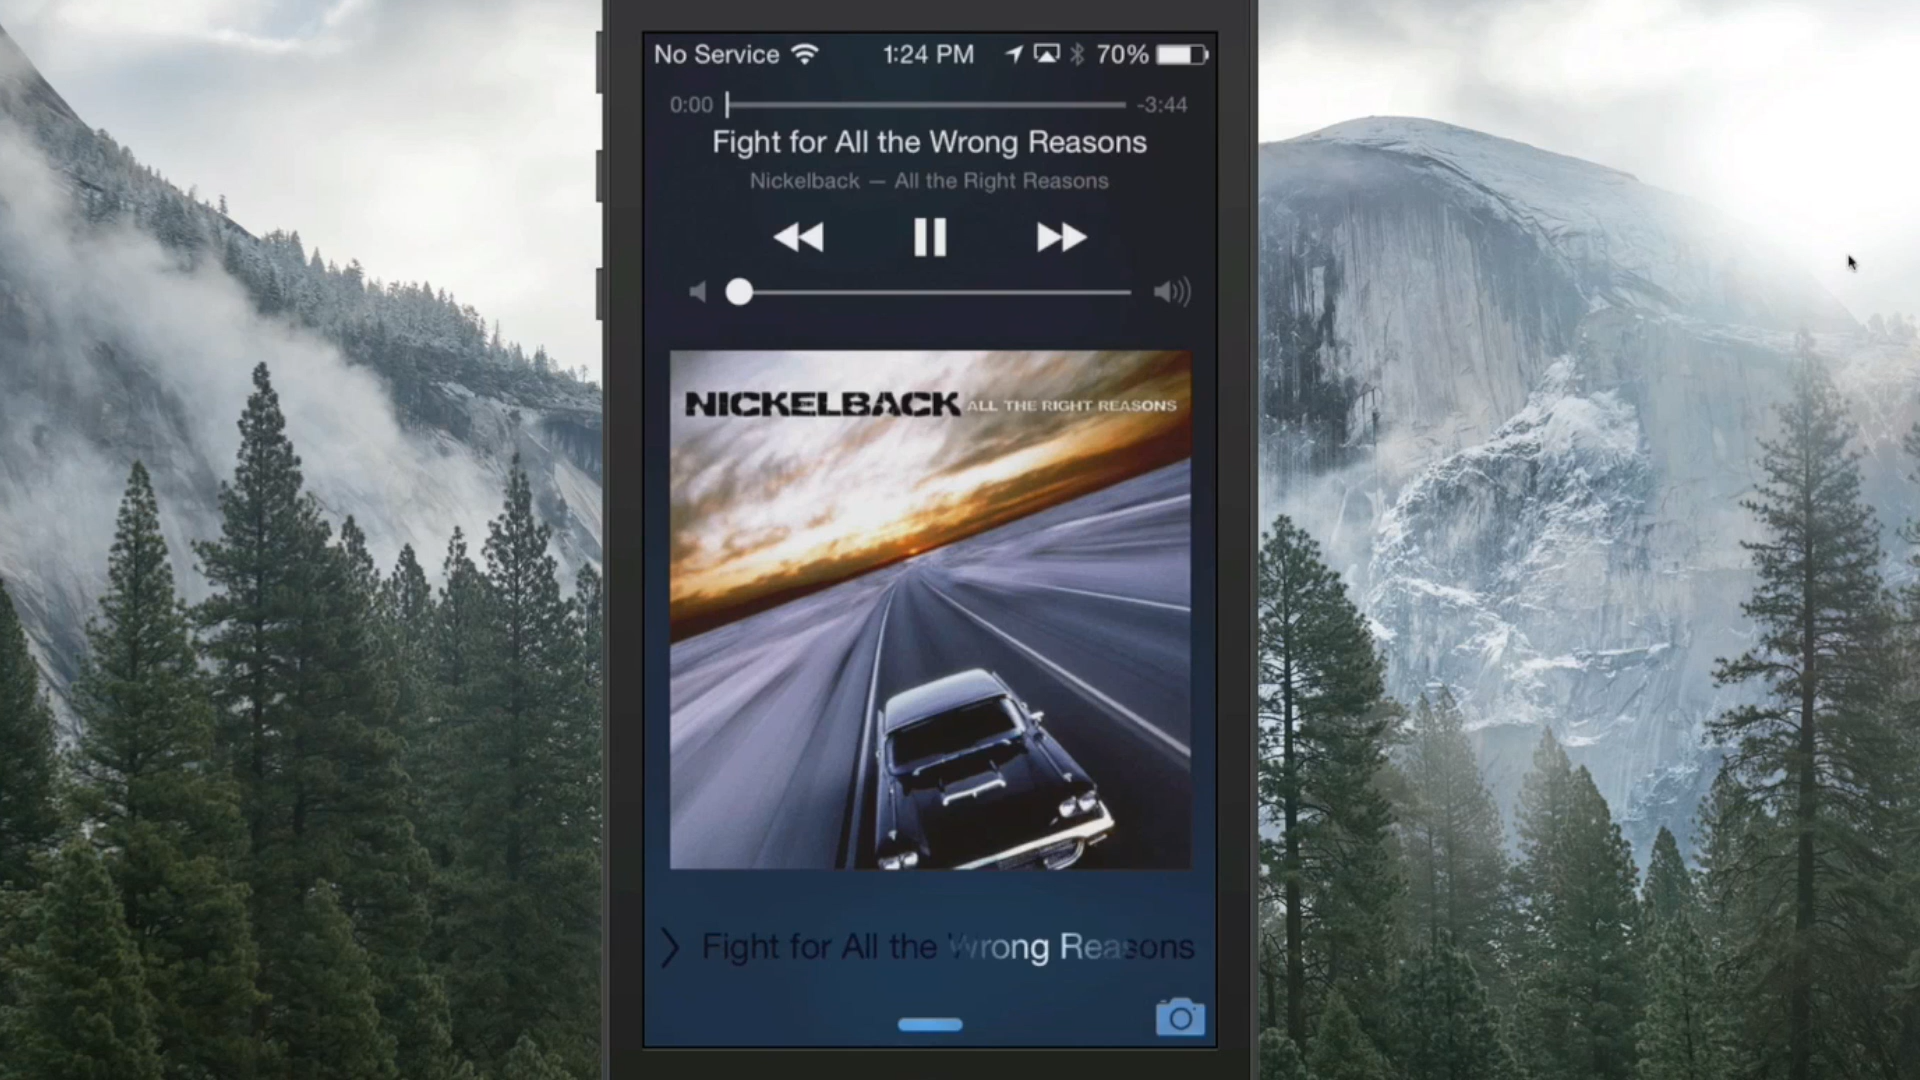 No Service 1:24 PM 70%
0:00 -3:44
Fight for All the Wrong Reasons
Nickelback — All the Right Reasons
NICKELBACK ALL THE RIGHT REASONS
Fight for All the Wrong Reasons